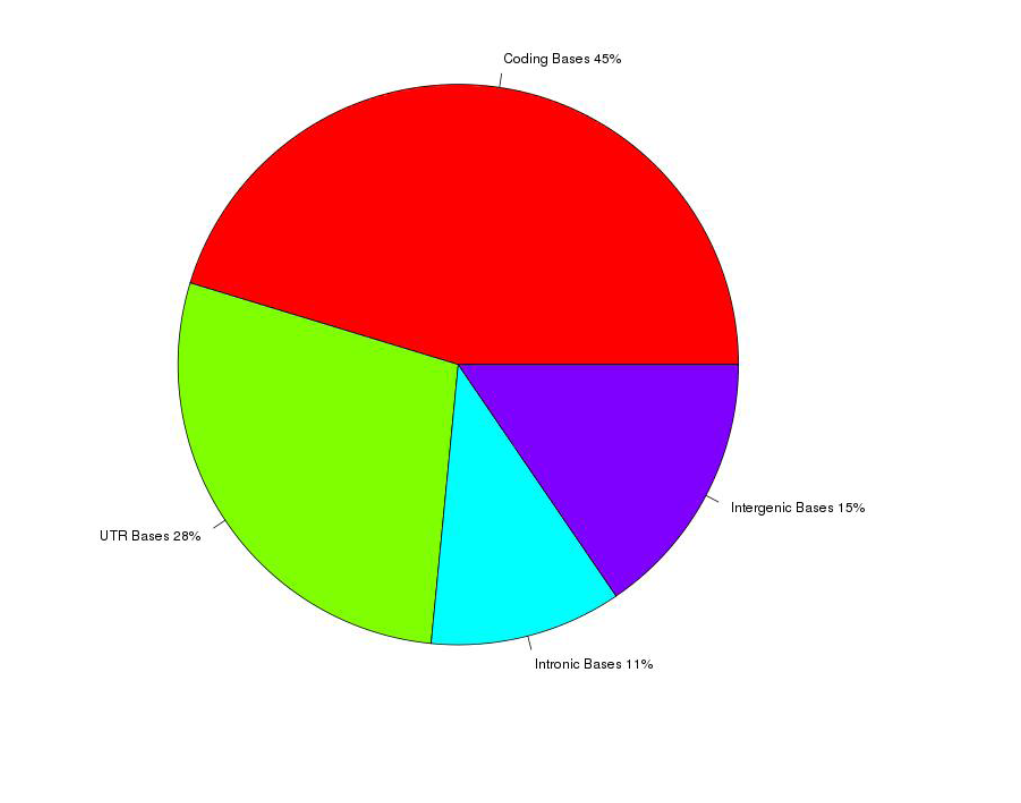 Coding Bases 45%
Intergenic Bases 15%
UTR Bases 28%
Intronic Bases 11%